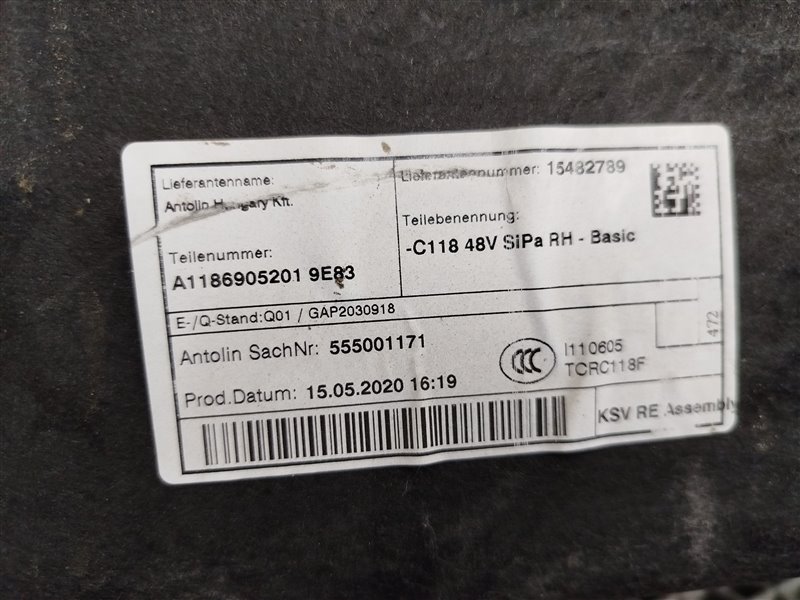 Lieferantenname:
Antolin Hungary Kft.
Lieferantennummer: 15482789
Teilebenennung:
-C118 48V SiPa RH - Basic
Teilenummer:
A1186905201 9E83
E-/Q-Stand:Q01 / GAP2030918
472
Antolin SachNr: 555001171
CCC
I110605
TCRC118F
Prod.Datum: 15.05.2020 16:19
KSV RE Assembly